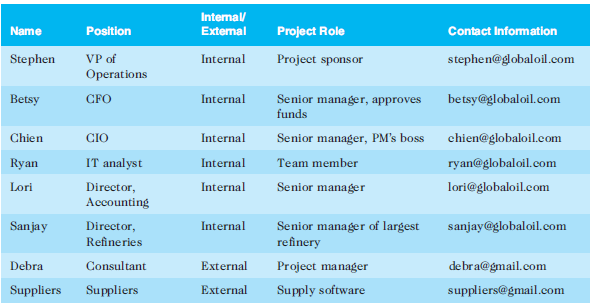 Name Position Internal/ External Project Role Contact Information
Stephen VP of Operations Internal Project sponsor stephen@globaloil.com
Betsy CFO Internal Senior manager, approves funds betsy@globaloil.com
Chien CIO Internal Senior manager, PM's boss chien@globaloil.com
Ryan IT analyst Internal Team member ryan@globaloil.com
Lori Director, Accounting Internal Senior manager lori@globaloil.com
Sanjay Director, Refineries Internal Senior manager of largest refinery sanjay@globaloil.com
Debra Consultant External Project manager debra@gmail.com
Suppliers Suppliers External Supply software suppliers@gmail.com